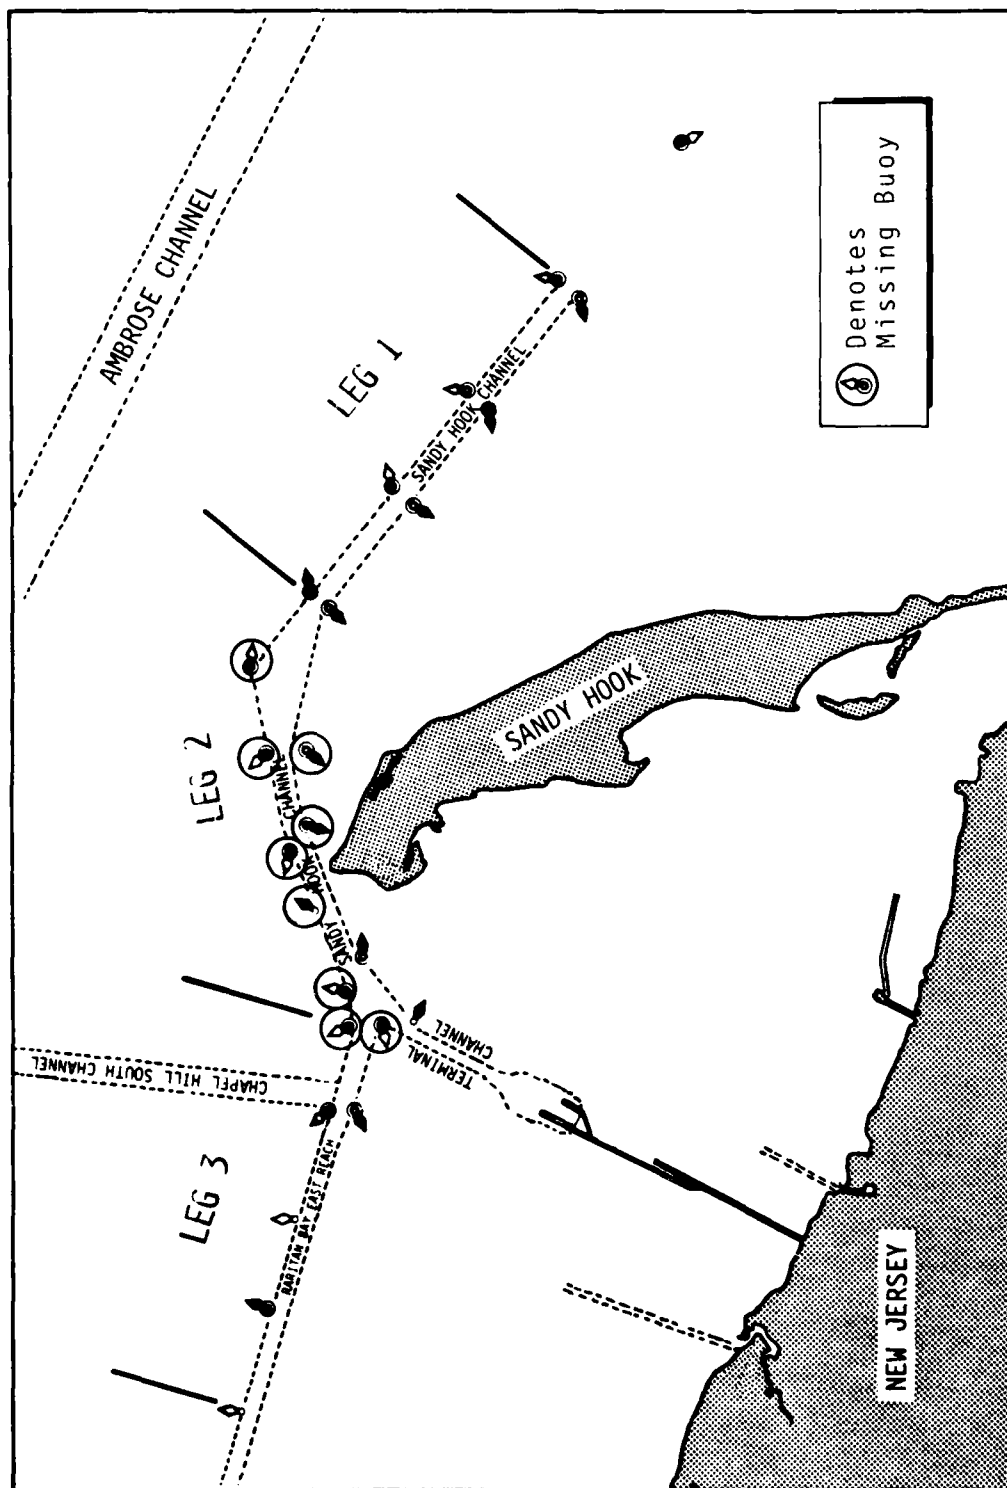 AMBROSE CHANNEL
LEG 1
SANDY HOOK CHANNEL
Denotes
Missing Buoy
LEG 2
SANDY HOOK CHANNEL
SANDY HOOK
TERMINAL
CHANNEL
CHAPEL HILL SOUTH CHANNEL
LEG 3
RARITAN BAY EAST REACH
NEW JERSEY